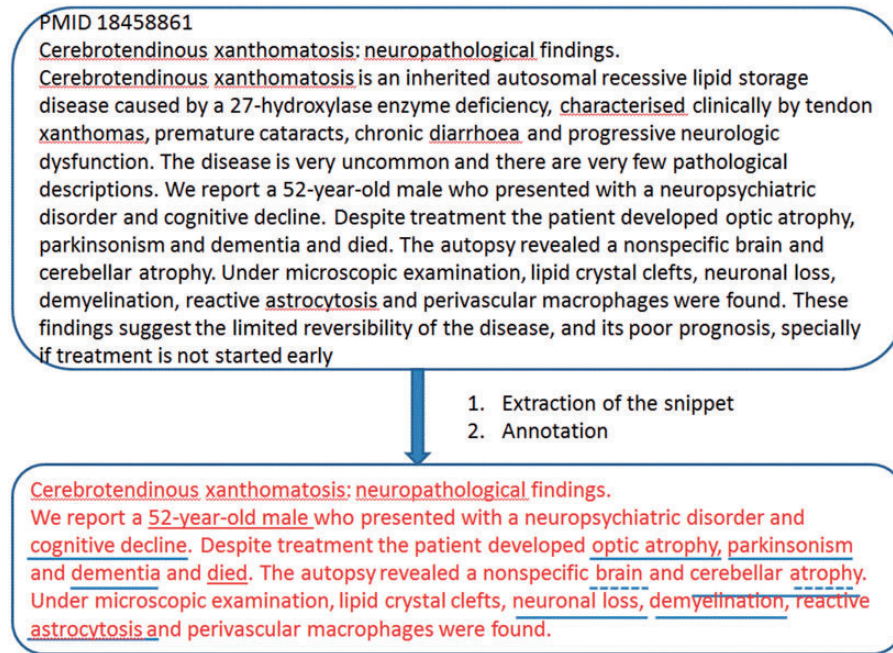 PMID 18458861
Cerebrotendinous xanthomatosis: neuropathological findings.
Cerebrotendinous xanthomatosis is an inherited autosomal recessive lipid storage
disease caused by a 27-hydroxylase enzyme deficiency, characterised clinically by tendon
xanthomas, premature cataracts, chronic diarrhoea and progressive neurologic
dysfunction. The disease is very uncommon and there are very few pathological
descriptions. We report a 52-year-old male who presented with a neuropsychiatric
disorder and cognitive decline. Despite treatment the patient developed optic atrophy,
parkinsonism and dementia and died. The autopsy revealed a nonspecific brain and
cerebellar atrophy. Under microscopic examination, lipid crystal clefts, neuronal loss,
demyelination, reactive astrocytosis and perivascular macrophages were found. These
findings suggest the limited reversibility of the disease, and its poor prognosis, specially
if treatment is not started early
1. Extraction of the snippet
2. Annotation
Cerebrotendinous xanthomatosis: neuropathological findings.
We report a 52-year-old male who presented with a neuropsychiatric disorder and
cognitive decline. Despite treatment the patient developed optic atrophy, parkinsonism
and dementia and died. The autopsy revealed a nonspecific brain and cerebellar atrophy.
Under microscopic examination, lipid crystal clefts, neuronal loss, demyelination, reactive
astrocytosis and perivascular macrophages were found.